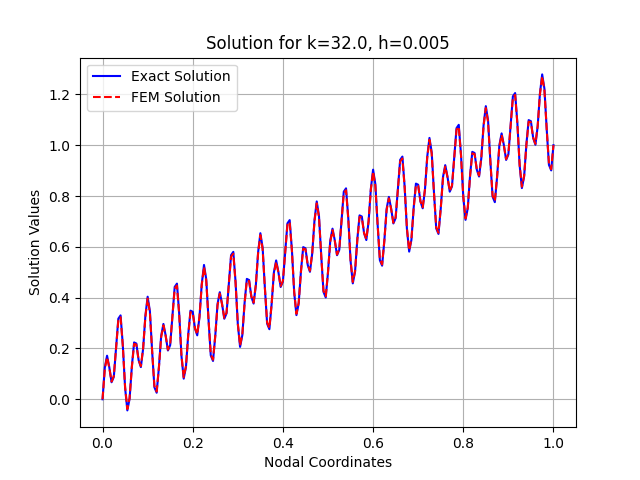 Solution for k=32.0, h=0.005
Exact Solution
FEM Solution
Solution Values
1.2
1.0
0.8
0.6
0.4
0.2
0.0
0.0
0.2
0.4
0.6
0.8
1.0
Nodal Coordinates